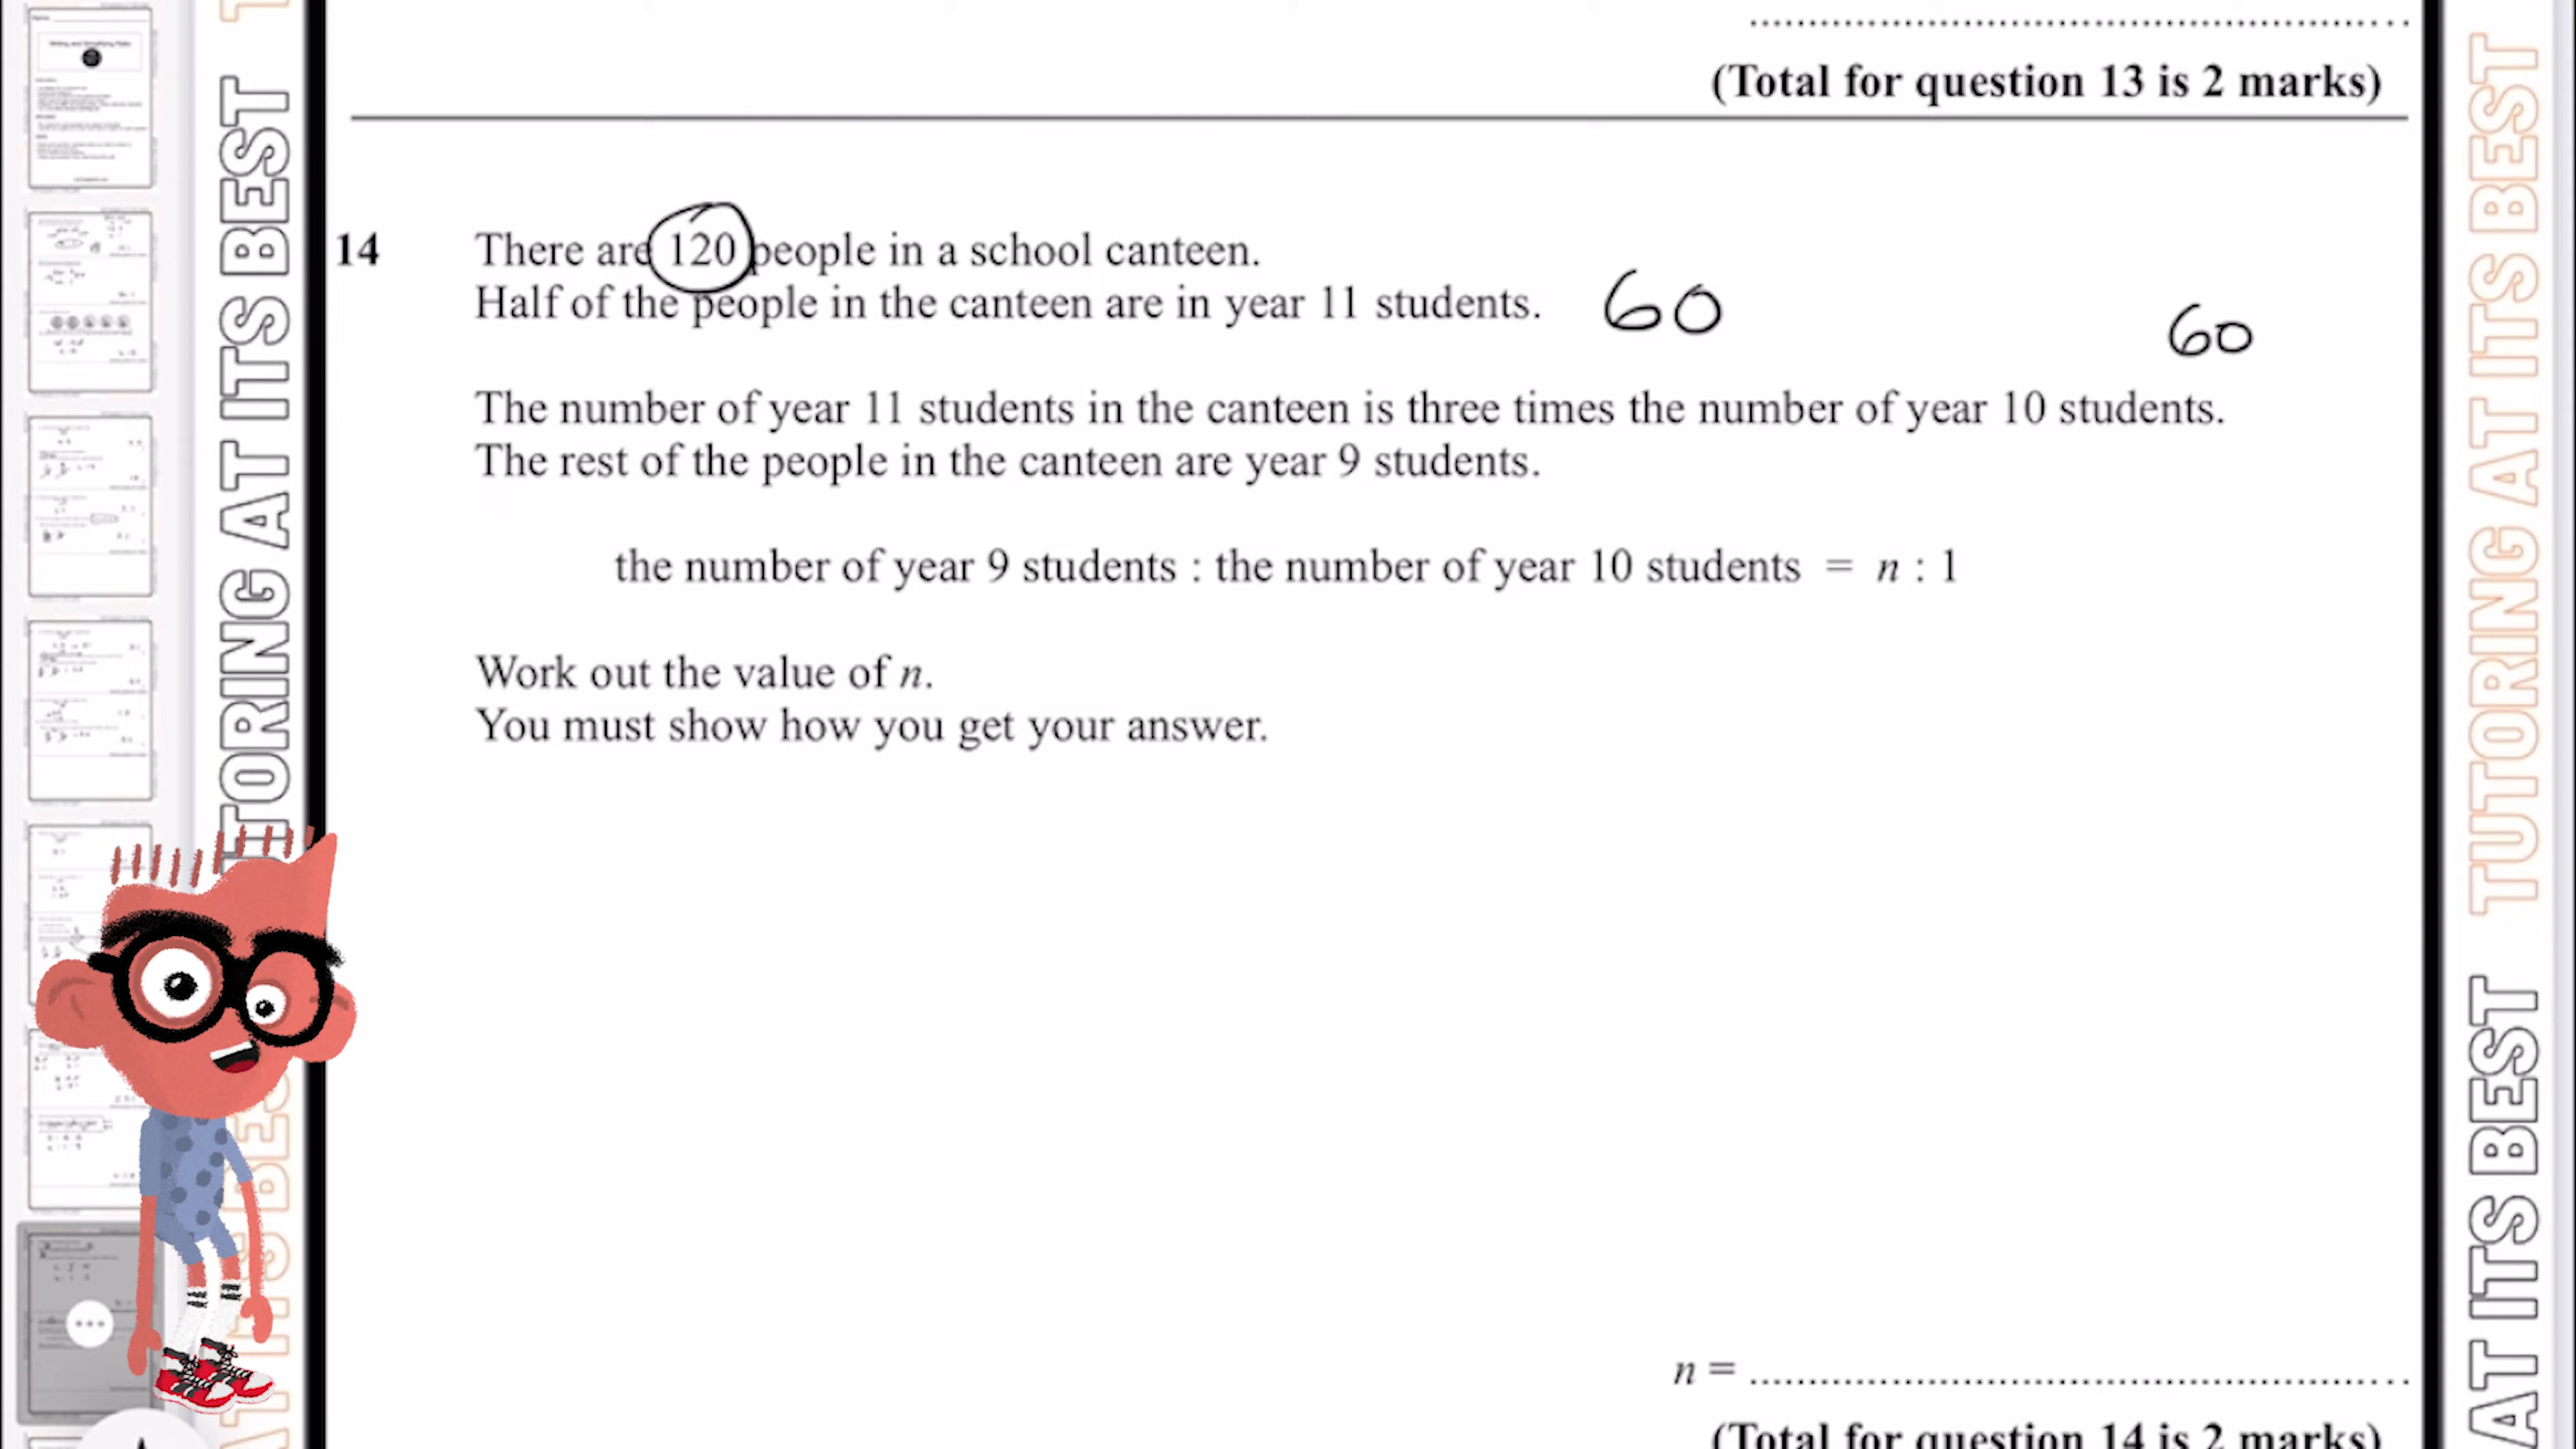 (Total for question 13 is 2 marks)
14 There are 120 people in a school canteen.
Half of the people in the canteen are in year 11 students. 60
60
The number of year 11 students in the canteen is three times the number of year 10 students.
The rest of the people in the canteen are year 9 students.
the number of year 9 students : the number of year 10 students = n : 1
Work out the value of n.
You must show how you get your answer.
n =
(Total for question 14 is 2 marks)
TUTORING AT ITS BEST
AT ITS BEST
TUTORING AT ITS BEST
AT ITS BEST